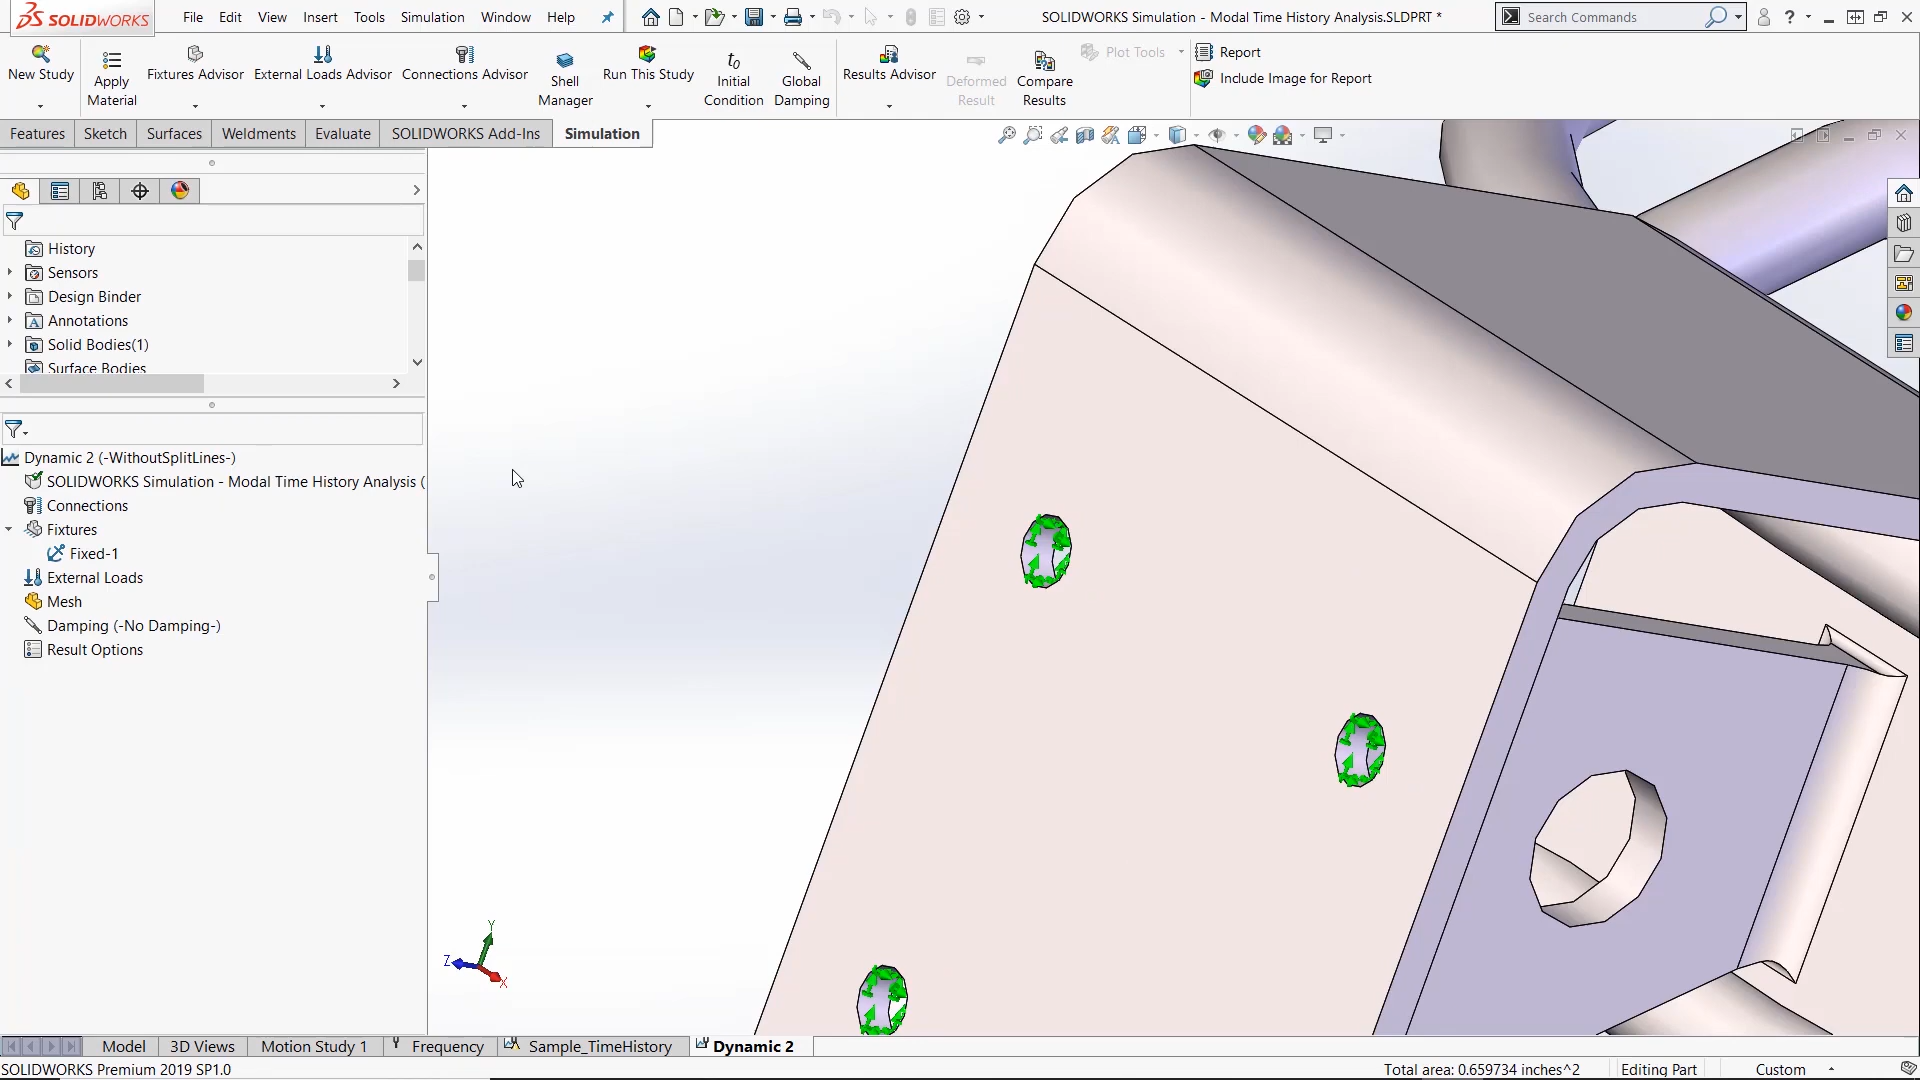 SOLIDWORKS
File Edit View Insert Tools Simulation Window Help
SOLIDWORKS Simulation - Modal Time History Analysis.SLDPRT *
Search Commands
?
New Study
Apply Material
Fixtures Advisor
External Loads Advisor
Connections Advisor
Shell Manager
Run This Study
t0
Initial Condition
Global Damping
Results Advisor
Deformed Result
Compare Results
Plot Tools
Report
Include Image for Report
Features Sketch Surfaces Weldments Evaluate SOLIDWORKS Add-Ins Simulation
History
Sensors
Design Binder
Annotations
Solid Bodies(1)
Surface Bodies
Dynamic 2 (-WithoutSplitLines-)
SOLIDWORKS Simulation - Modal Time History Analysis (
Connections
Fixtures
Fixed-1
External Loads
Mesh
Damping (-No Damping-)
Result Options
Y
Z
X
Model 3D Views Motion Study 1 Frequency Sample_TimeHistory Dynamic 2
SOLIDWORKS Premium 2019 SP1.0
Total area: 0.659734 inches^2
Editing Part
Custom